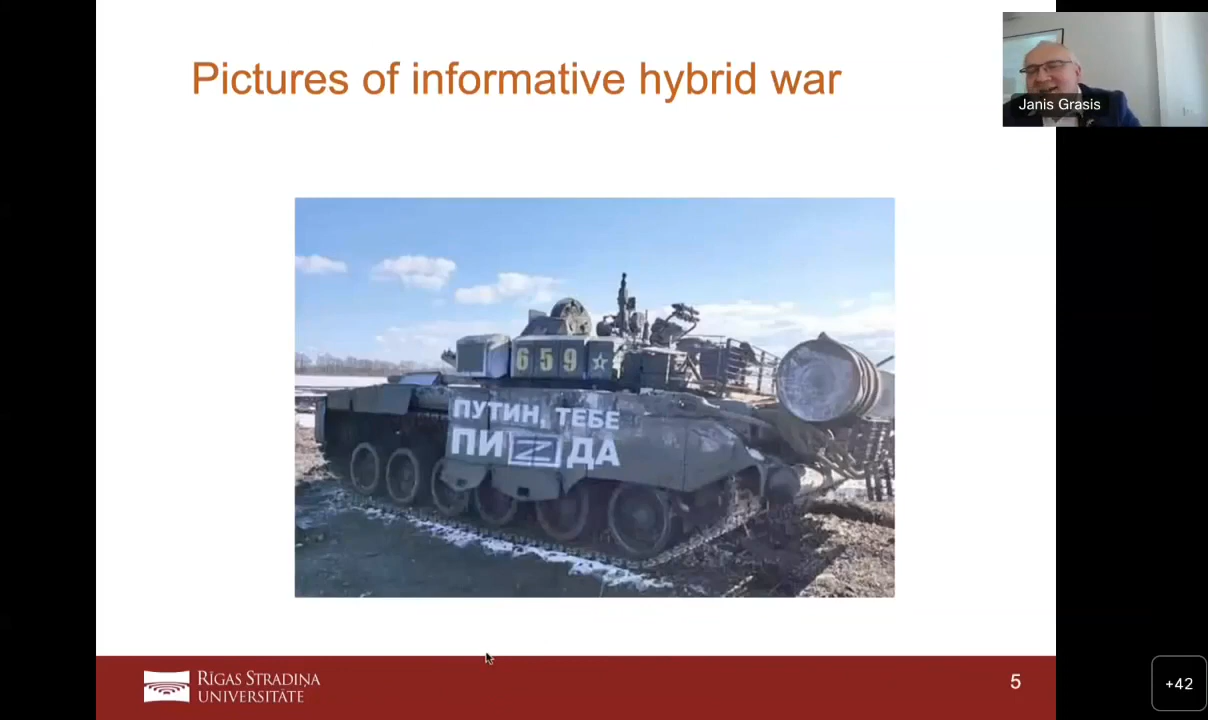 Pictures of informative hybrid war
Janis Grasis
659
ПУТИН, ТЕБЕ
ПИZДА
RĪGAS STRADIŅA
UNIVERSITĀTE
5
+42